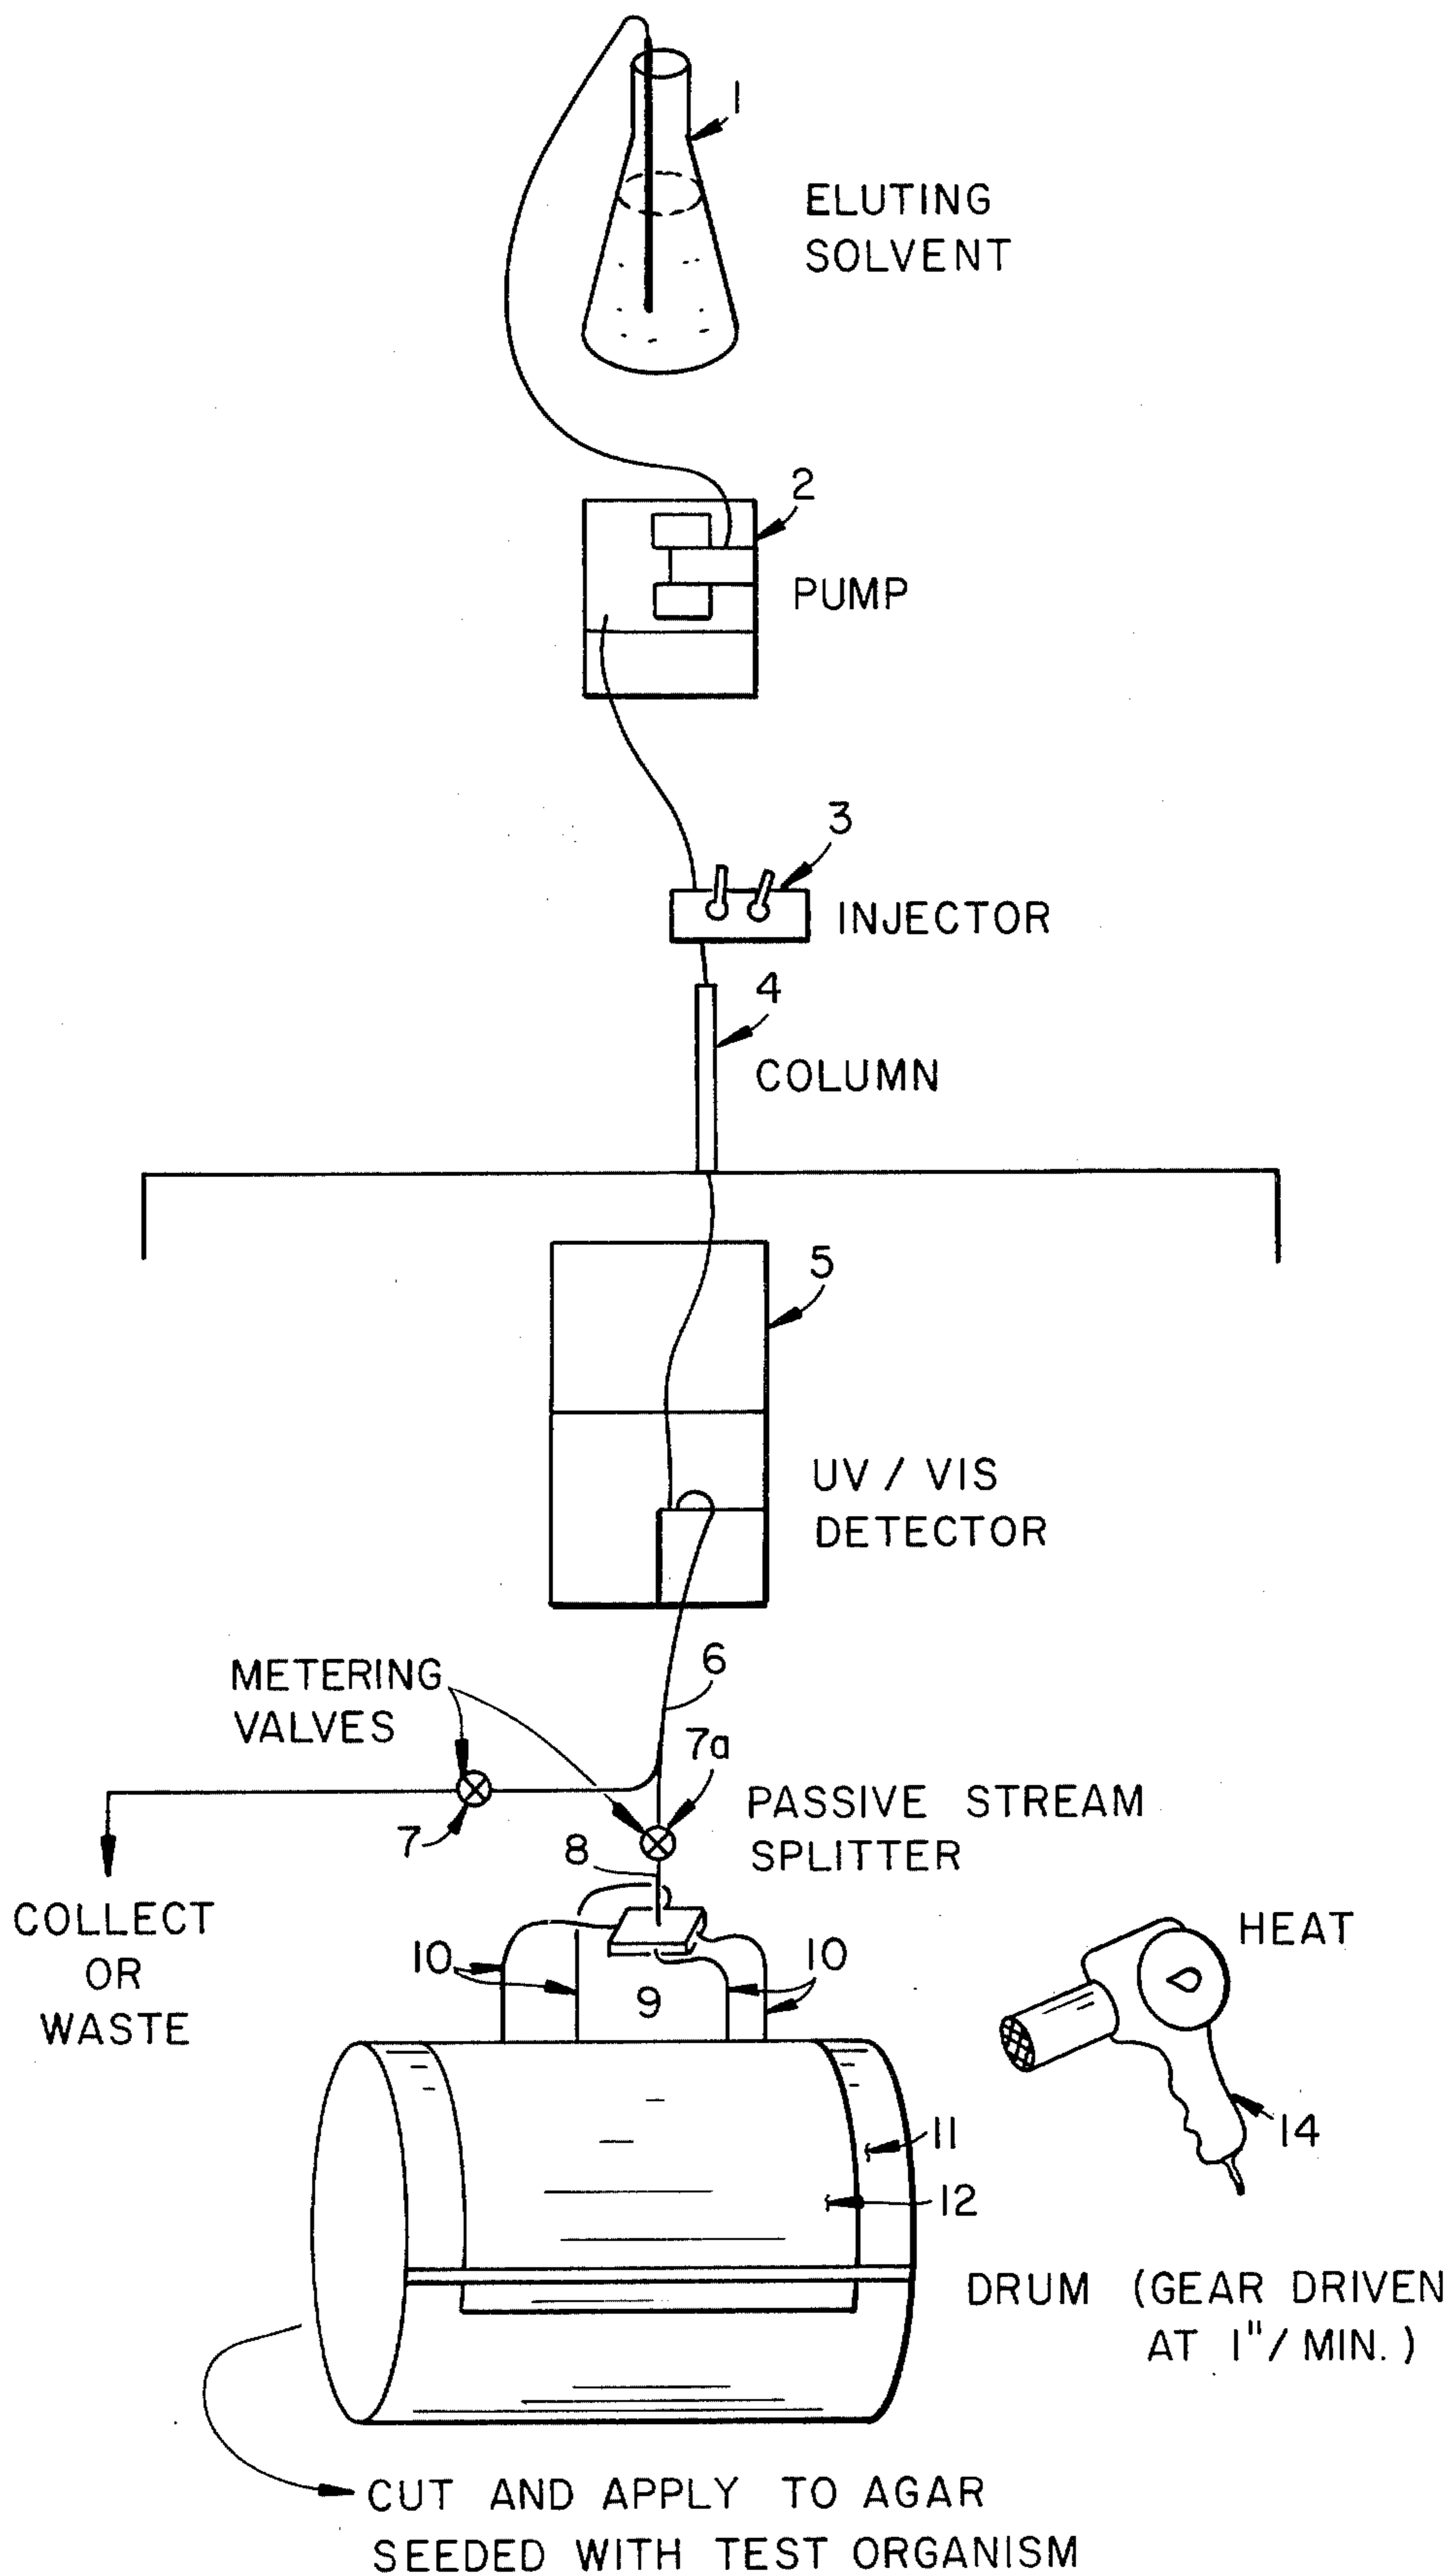 1
ELUTING
SOLVENT
2
PUMP
3
INJECTOR
4
COLUMN
5
UV / VIS
DETECTOR
6
METERING
VALVES
7a
7
PASSIVE STREAM
SPLITTER
8
COLLECT
OR
WASTE
10
10
9
HEAT
14
11
12
DRUM (GEAR DRIVEN
AT 1"/ MIN.)
CUT AND APPLY TO AGAR
SEEDED WITH TEST ORGANISM